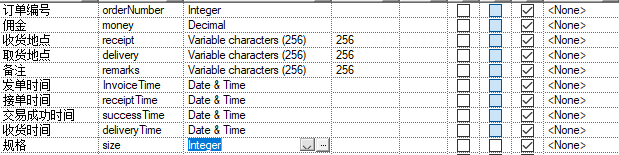 订单编号 orderNumber Integer <None>
佣金 money Decimal <None>
收货地点 receipt Variable characters (256) 256 <None>
取货地点 delivery Variable characters (256) 256 <None>
备注 remarks Variable characters (256) 256 <None>
发单时间 InvoiceTime Date & Time <None>
接单时间 receiptTime Date & Time <None>
交易成功时间 successTime Date & Time <None>
收货时间 deliveryTime Date & Time <None>
规格 size Integer ... <None>